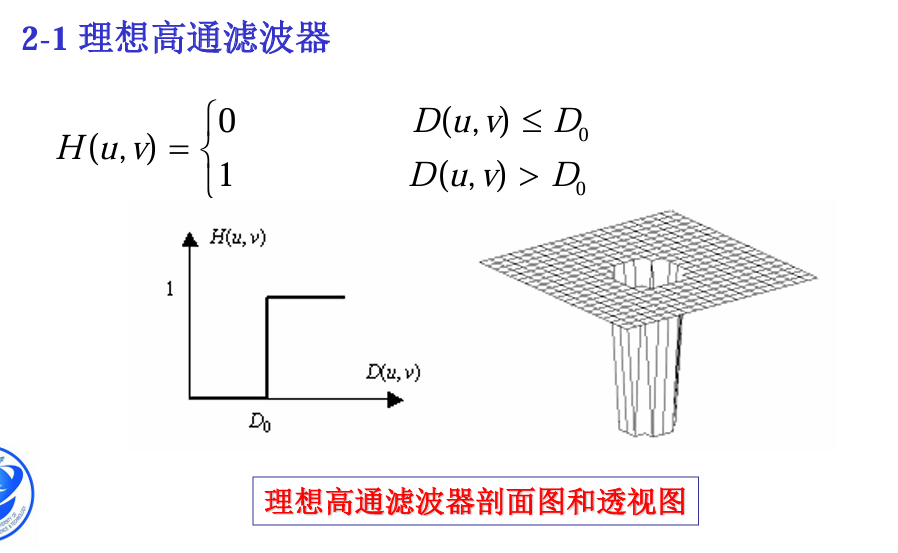 2-1 理想高通滤波器
H(u, v) = { 0 D(u, v) ≤ D₀
1 D(u, v) > D₀
H(u, v)
1
D(u, v)
D₀
理想高通滤波器剖面图和透视图